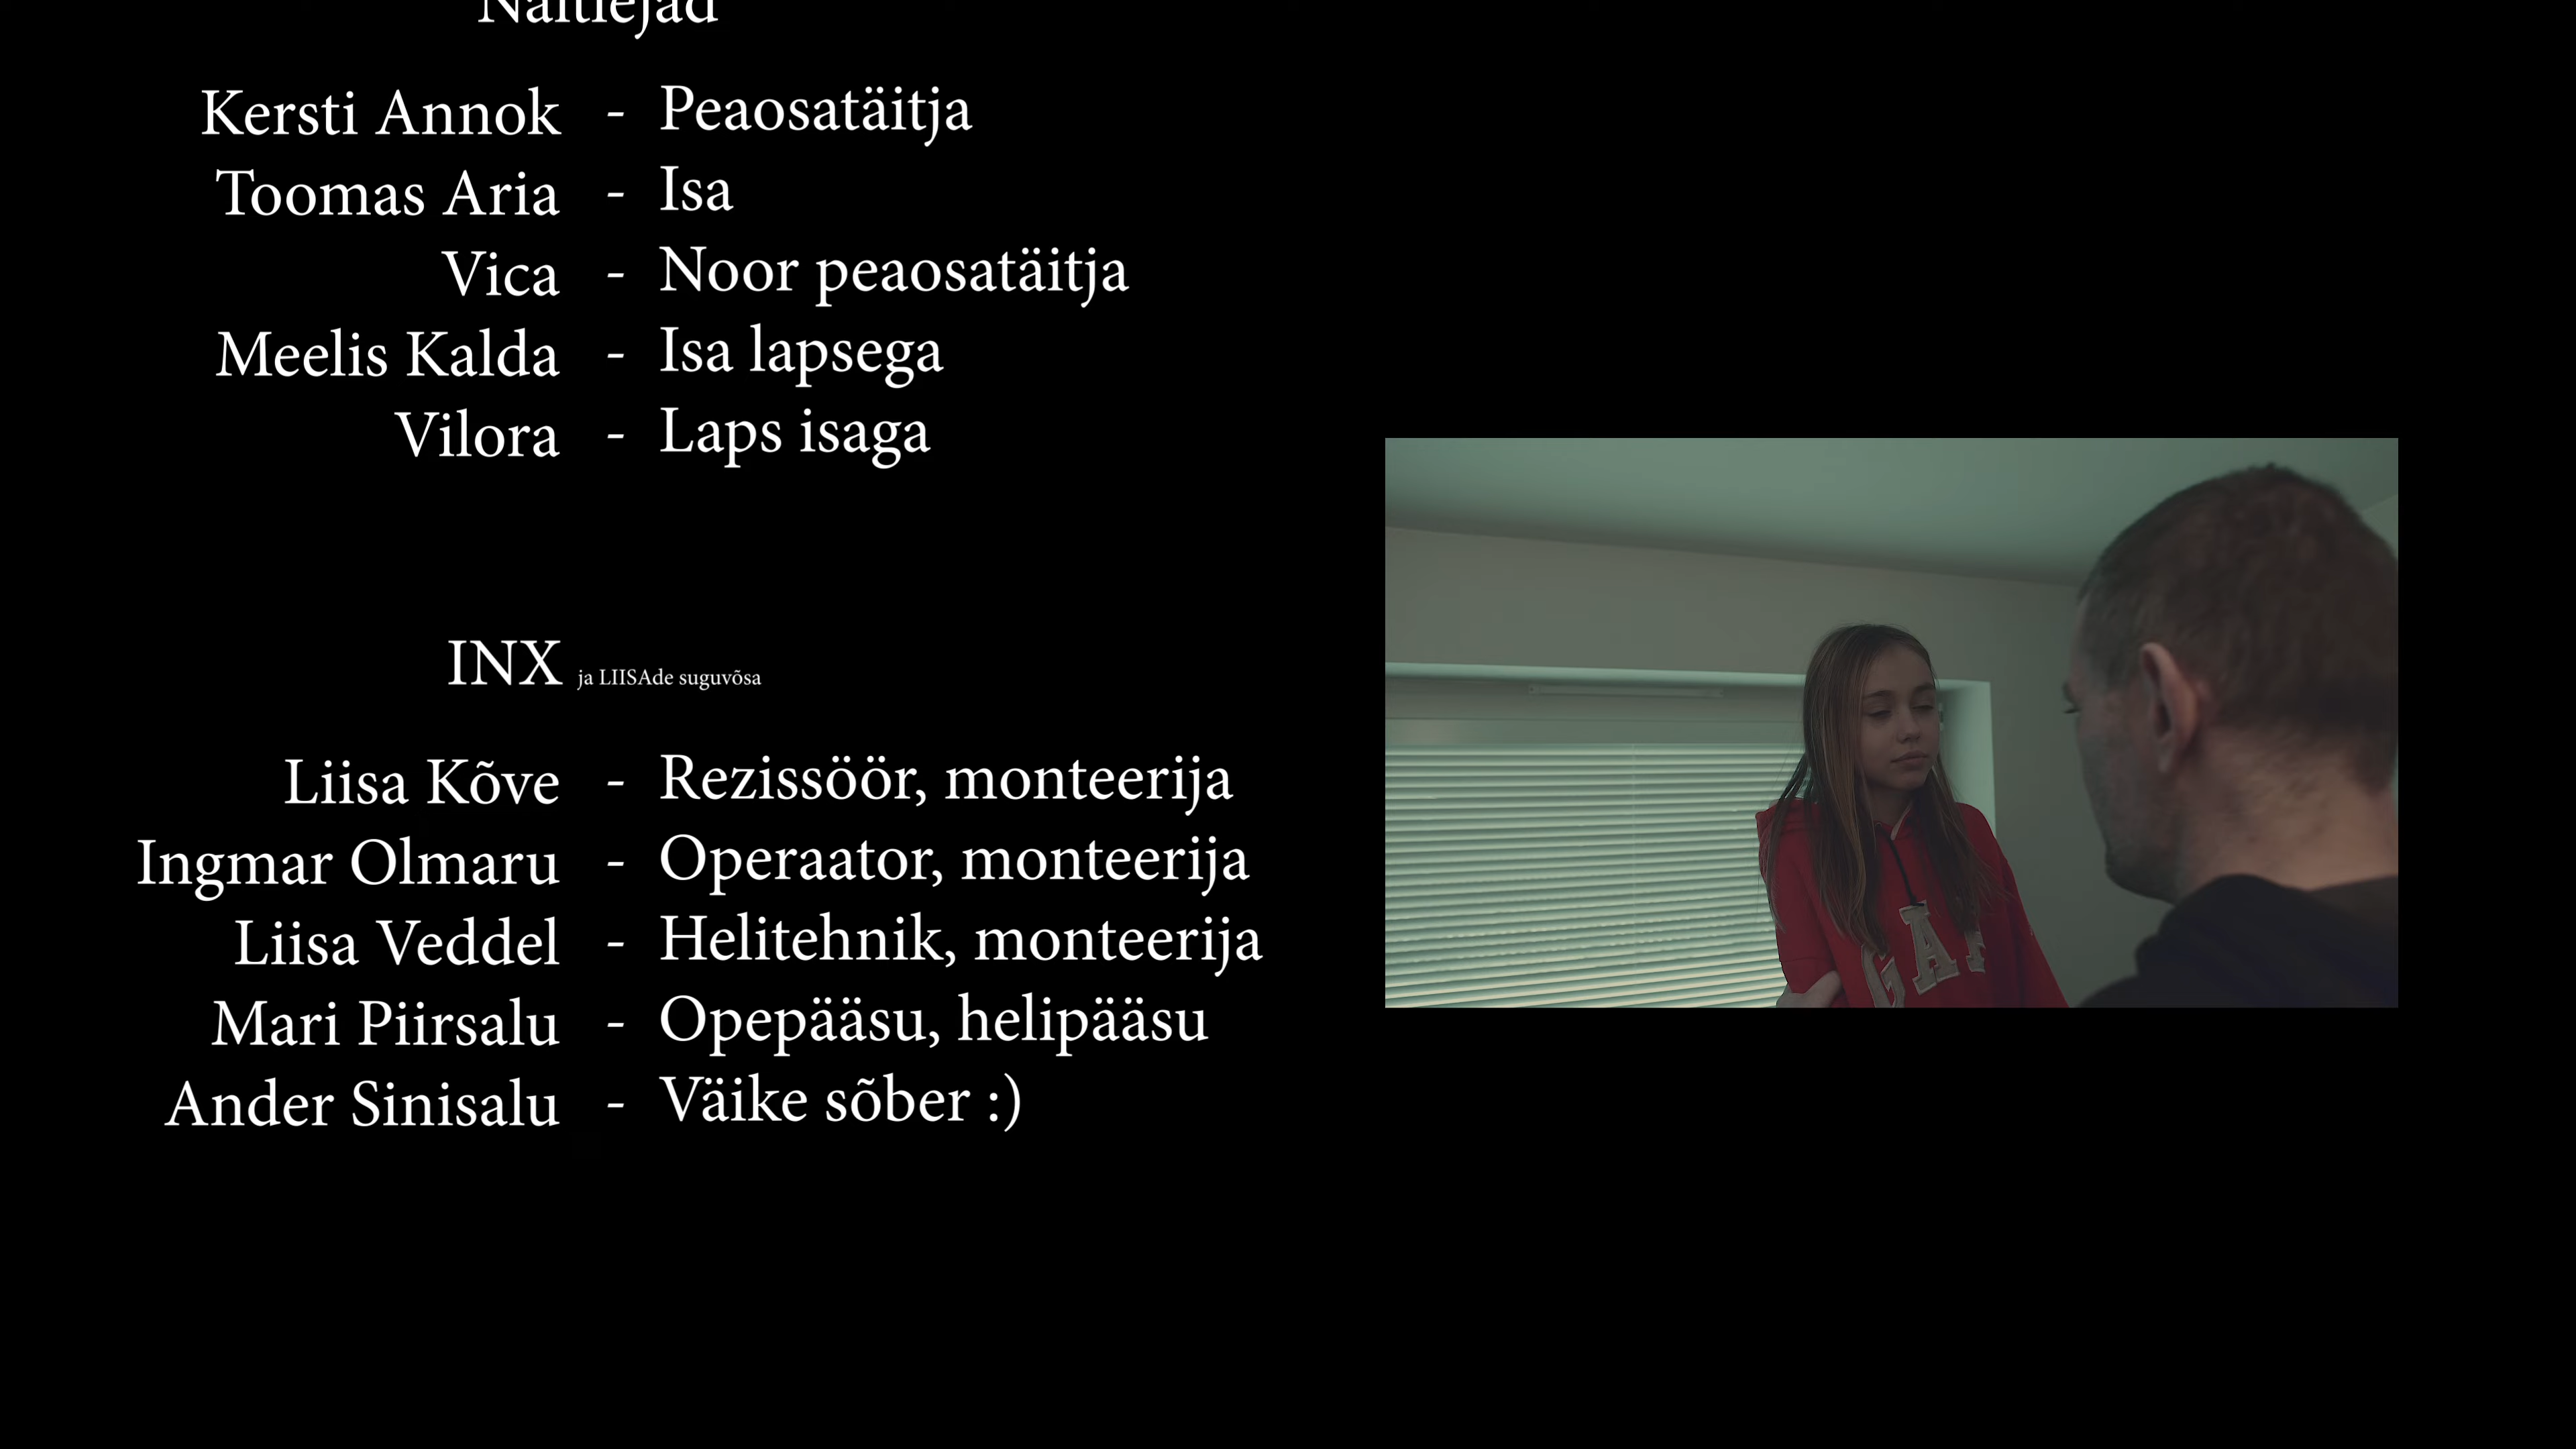 Näitlejad
Kersti Annok - Peaosatäitja
Toomas Aria - Isa
Vica - Noor peaosatäitja
Meelis Kalda - Isa lapsega
Vilora - Laps isaga
INX ja LIISAde suguvõsa
Liisa Kõve - Rezissöör, monteerija
Ingmar Olmaru - Operaator, monteerija
Liisa Veddel - Helitehnik, monteerija
Mari Piirsalu - Opepääsu, helipääsu
Ander Sinisalu - Väike sõber :)
GAP